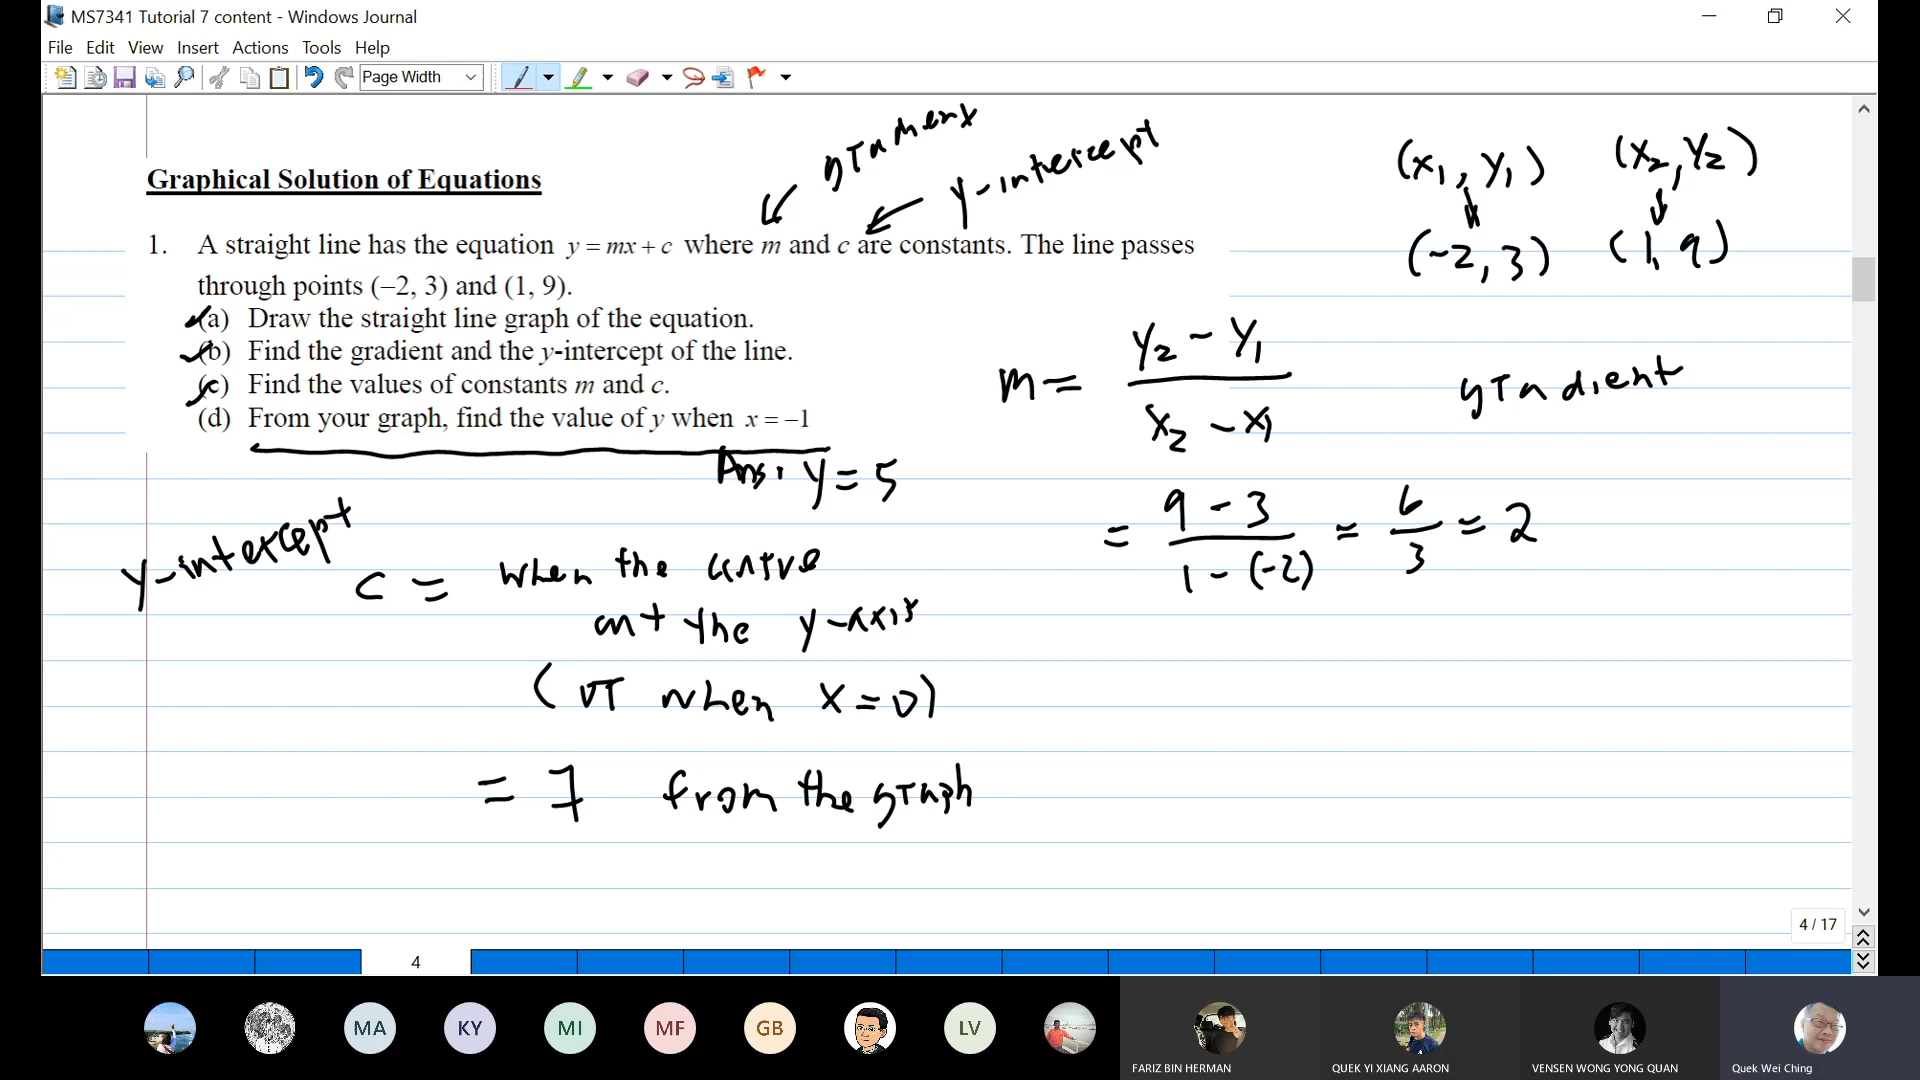 MS7341 Tutorial 7 content - Windows Journal
File Edit View Insert Actions Tools Help
Page Width
gradient
y-intercept
(x₁, y₁) (x₂, y₂)
(-2, 3) (1, 9)
Graphical Solution of Equations
1. A straight line has the equation y = mx + c where m and c are constants. The line passes
through points (–2, 3) and (1, 9).
(a) Draw the straight line graph of the equation.
(b) Find the gradient and the y-intercept of the line.
(c) Find the values of constants m and c.
(d) From your graph, find the value of y when x = –1
Ans: y = 5
m = (y₂ - y₁) / (x₂ - x₁) gradient
= (9 - 3) / (1 - (-2)) = 6/3 = 2
y-intercept
c = when the curve
cut the y-axis
(or when x = 0)
= 7 from the graph
4 / 17
4
MA KY MI MF GB LV
FARIZ BIN HERMAN QUEK YI XIANG AARON VENSEN WONG YONG QUAN Quek Wei Ching